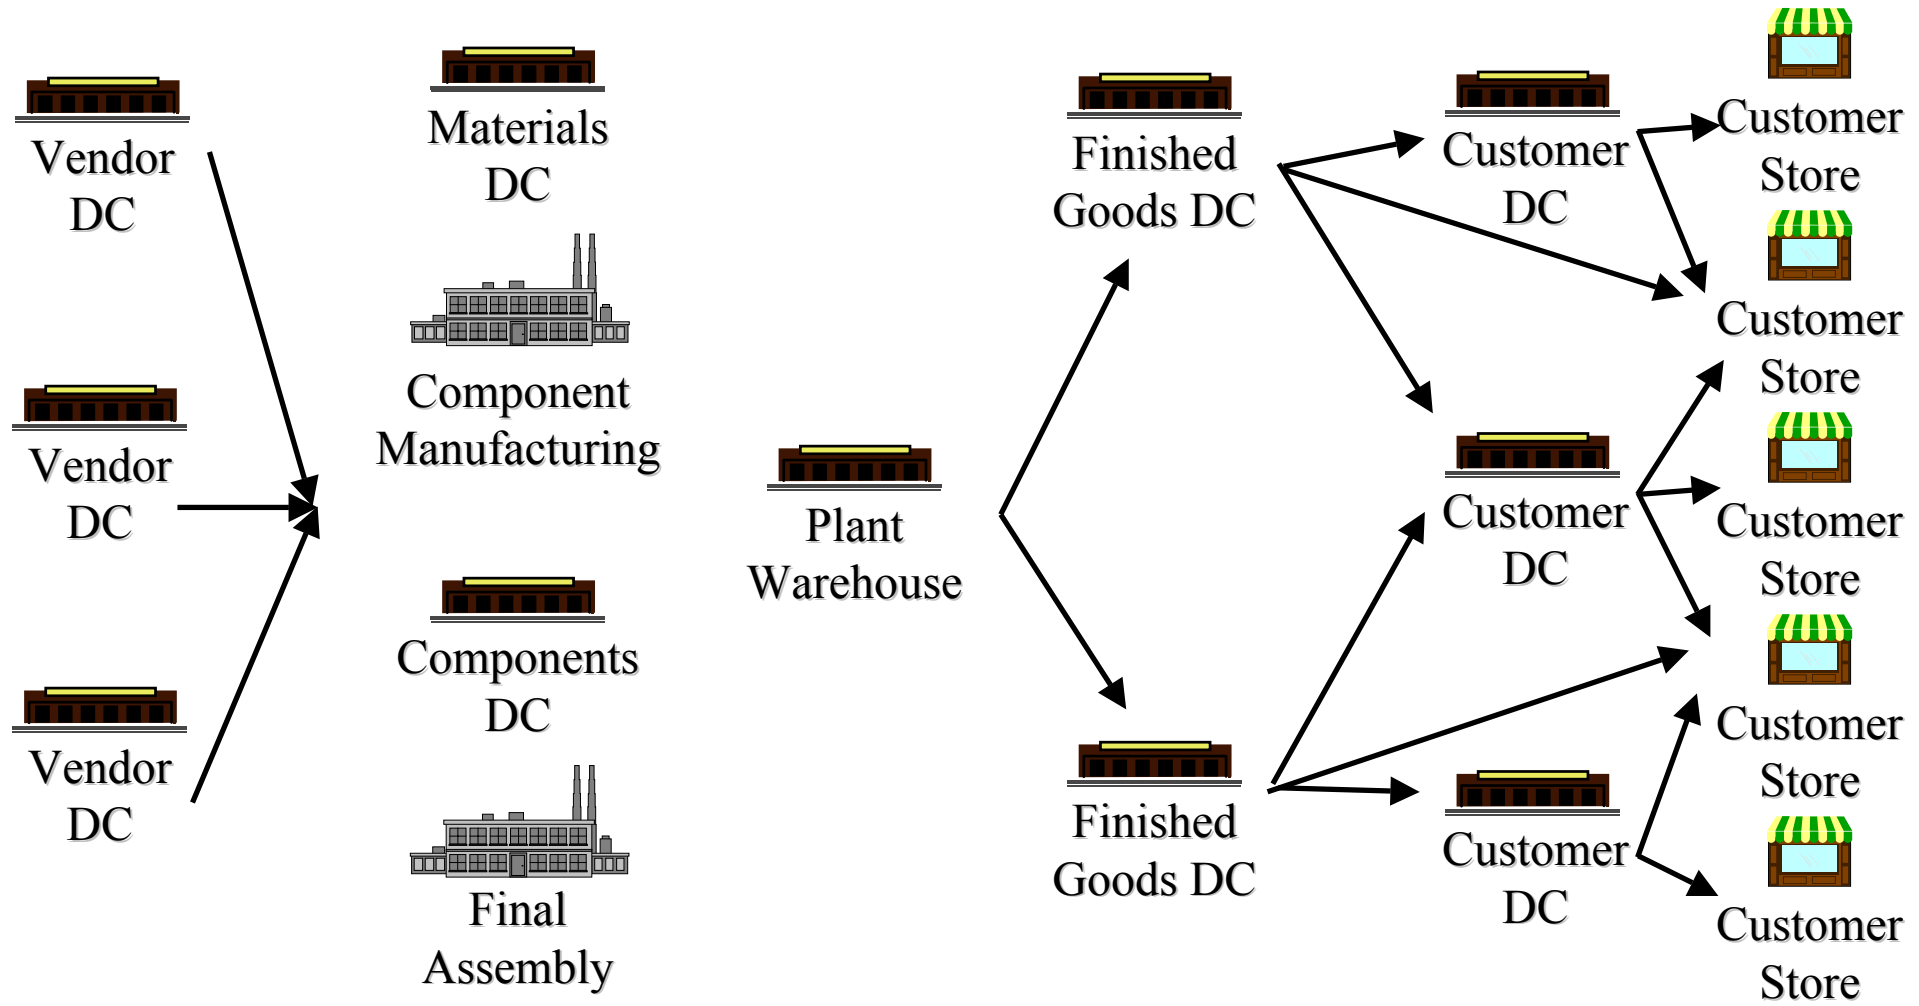 Vendor
DC
Vendor
DC
Vendor
DC
Materials
DC
Component
Manufacturing
Components
DC
Final
Assembly
Plant
Warehouse
Finished
Goods DC
Finished
Goods DC
Customer
DC
Customer
DC
Customer
DC
Customer
Store
Customer
Store
Customer
Store
Customer
Store
Customer
Store